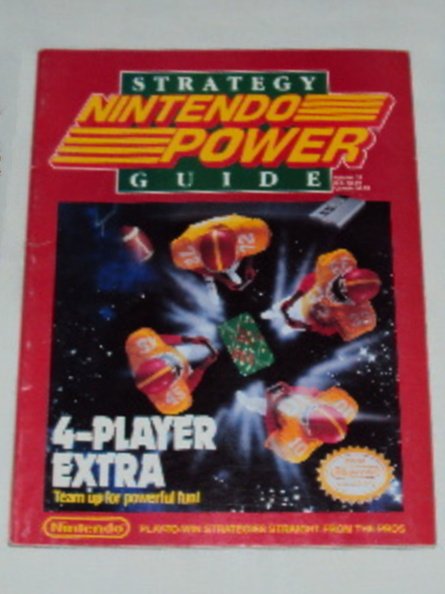 STRATEGY
NINTENDO
POWER
GUIDE
4-PLAYER
EXTRA
Team up for powerful fun!
Nintendo
PLAY-TO-WIN STRATEGIES STRAIGHT FROM THE PROS